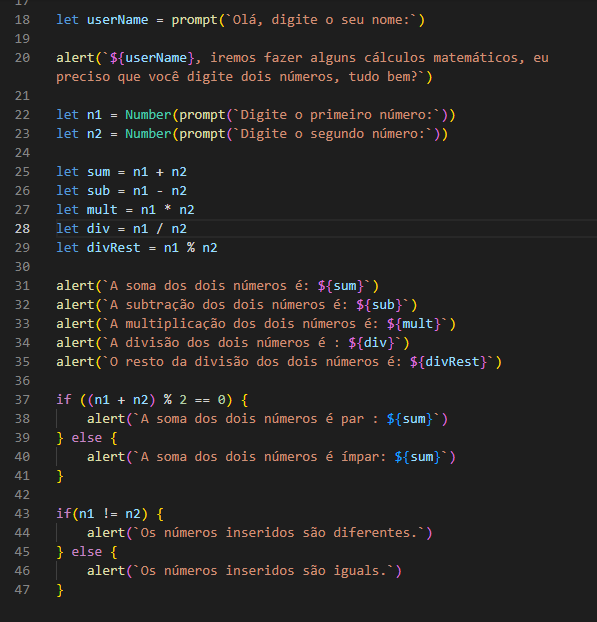 17
18 let userName = prompt(`Olá, digite o seu nome:`)
19
20 alert(`${userName}, iremos fazer alguns cálculos matemáticos, eu
preciso que você digite dois números, tudo bem?`)
21
22 let n1 = Number(prompt(`Digite o primeiro número:`))
23 let n2 = Number(prompt(`Digite o segundo número:`))
24
25 let sum = n1 + n2
26 let sub = n1 - n2
27 let mult = n1 * n2
28 let div = n1 / n2
29 let divRest = n1 % n2
30
31 alert(`A soma dos dois números é: ${sum}`)
32 alert(`A subtração dos dois números é: ${sub}`)
33 alert(`A multiplicação dos dois números é: ${mult}`)
34 alert(`A divisão dos dois números é : ${div}`)
35 alert(`O resto da divisão dos dois números é: ${divRest}`)
36
37 if ((n1 + n2) % 2 == 0) {
38     alert(`A soma dos dois números é par : ${sum}`)
39 } else {
40     alert(`A soma dos dois números é ímpar: ${sum}`)
41 }
42
43 if(n1 != n2) {
44     alert(`Os números inseridos são diferentes.`)
45 } else {
46     alert(`Os números inseridos são iguals.`)
47 }